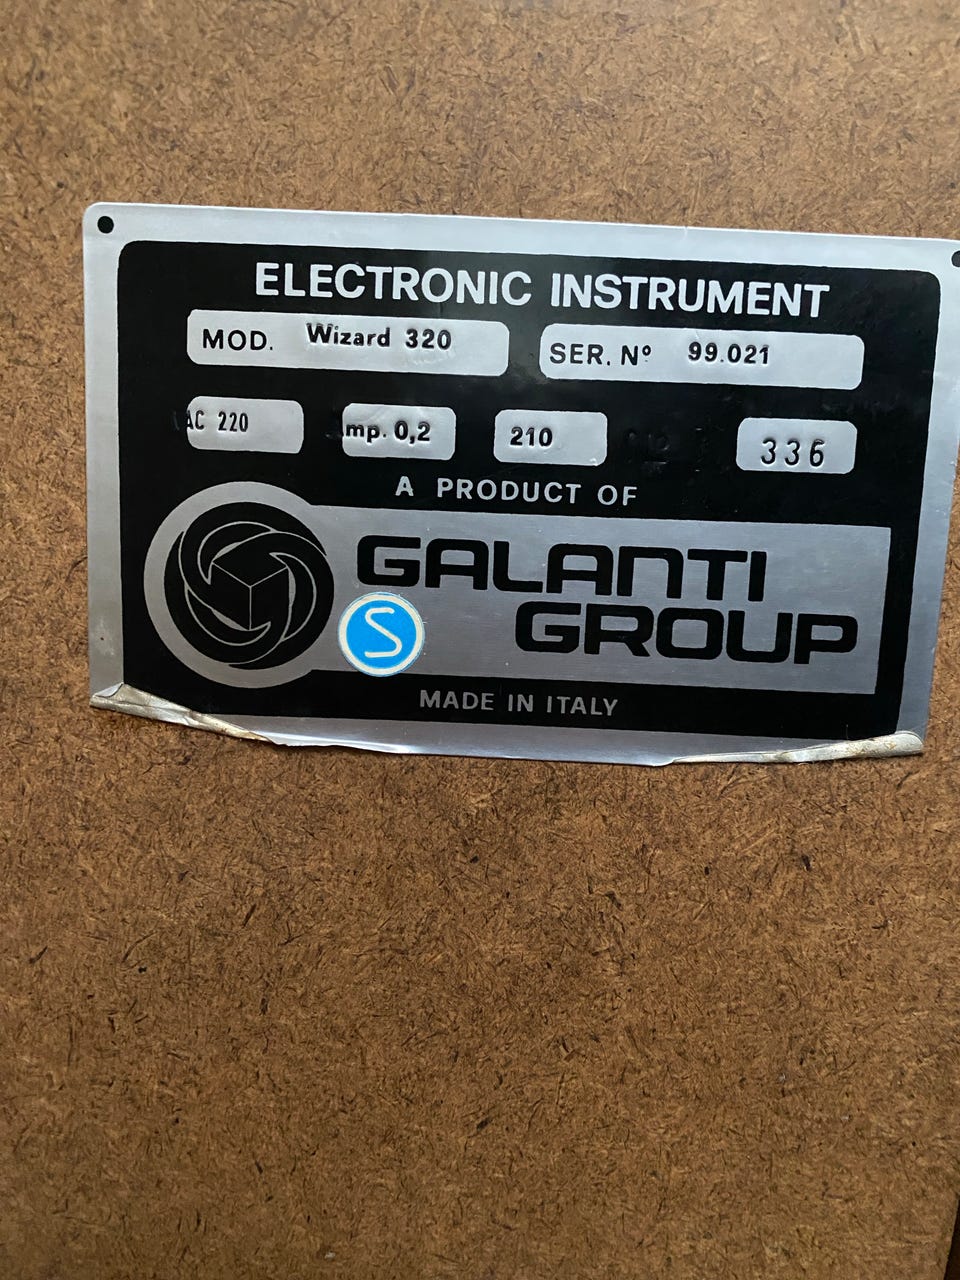 ELECTRONIC INSTRUMENT
MOD. Wizard 320 SER. Nº 99.021
AC 220 mp. 0,2 210 336
A PRODUCT OF
GALANTI
GROUP
S
MADE IN ITALY